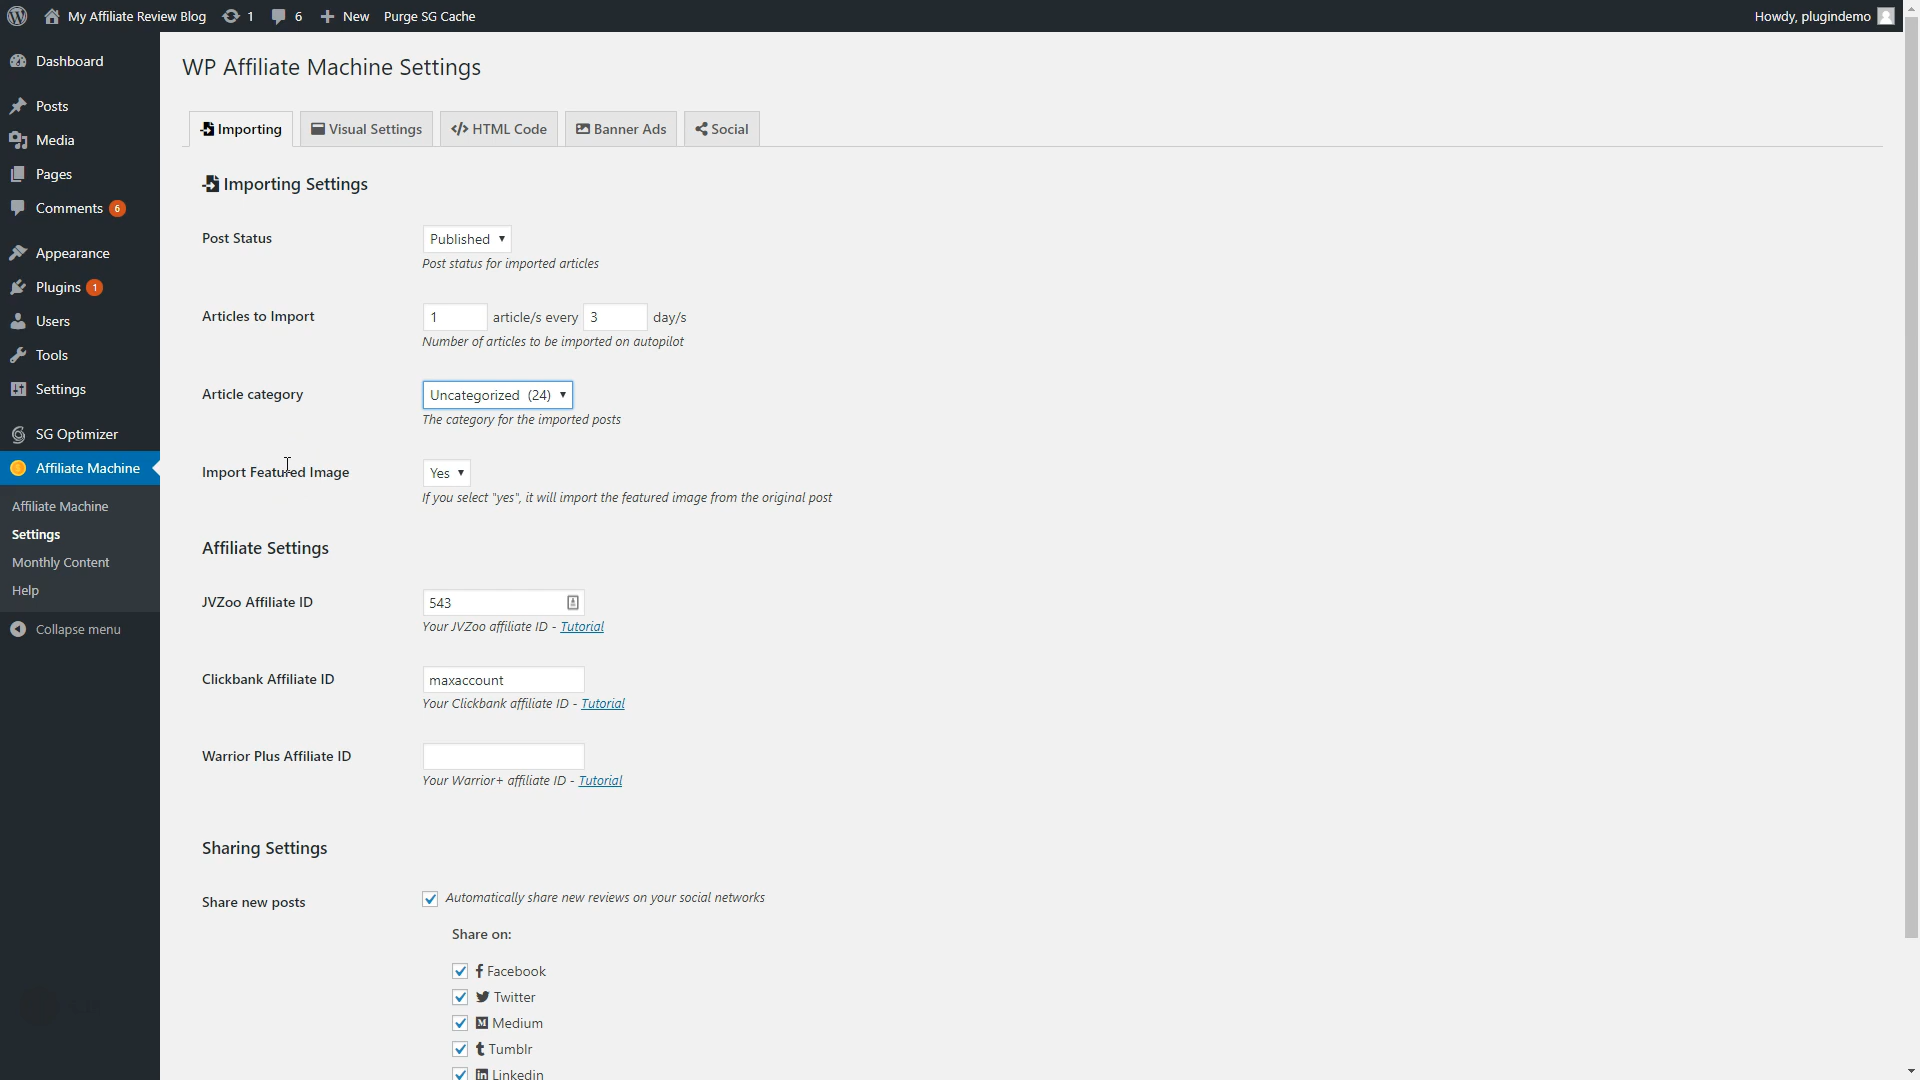 My Affiliate Review Blog 1 6 New Purge SG Cache Howdy, plugindemo
Dashboard
Posts
Media
Pages
Comments 6
Appearance
Plugins 1
Users
Tools
Settings
SG Optimizer
Affiliate Machine
Affiliate Machine
Settings
Monthly Content
Help
Collapse menu
WP Affiliate Machine Settings
Importing Visual Settings HTML Code Banner Ads Social
Importing Settings
Post Status Published
Post status for imported articles
Articles to Import 1 article/s every 3 day/s
Number of articles to be imported on autopilot
Article category Uncategorized (24)
The category for the imported posts
Import Featured Image Yes
If you select "yes", it will import the featured image from the original post
Affiliate Settings
JVZoo Affiliate ID 543
Your JVZoo affiliate ID - Tutorial
Clickbank Affiliate ID maxaccount
Your Clickbank affiliate ID - Tutorial
Warrior Plus Affiliate ID
Your Warrior+ affiliate ID - Tutorial
Sharing Settings
Share new posts Automatically share new reviews on your social networks
Share on:
Facebook
Twitter
Medium
Tumblr
Linkedin